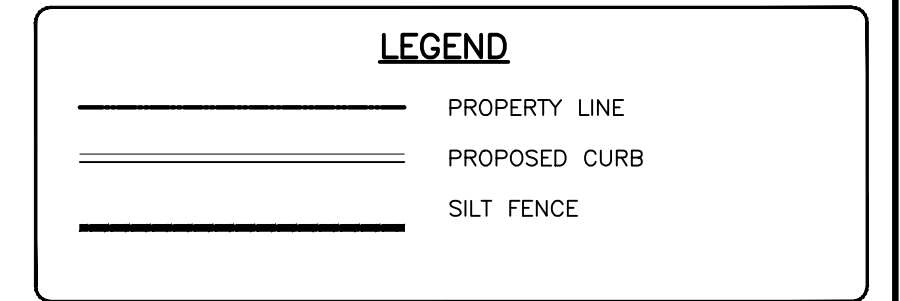 LEGEND
PROPERTY LINE
PROPOSED CURB
SILT FENCE